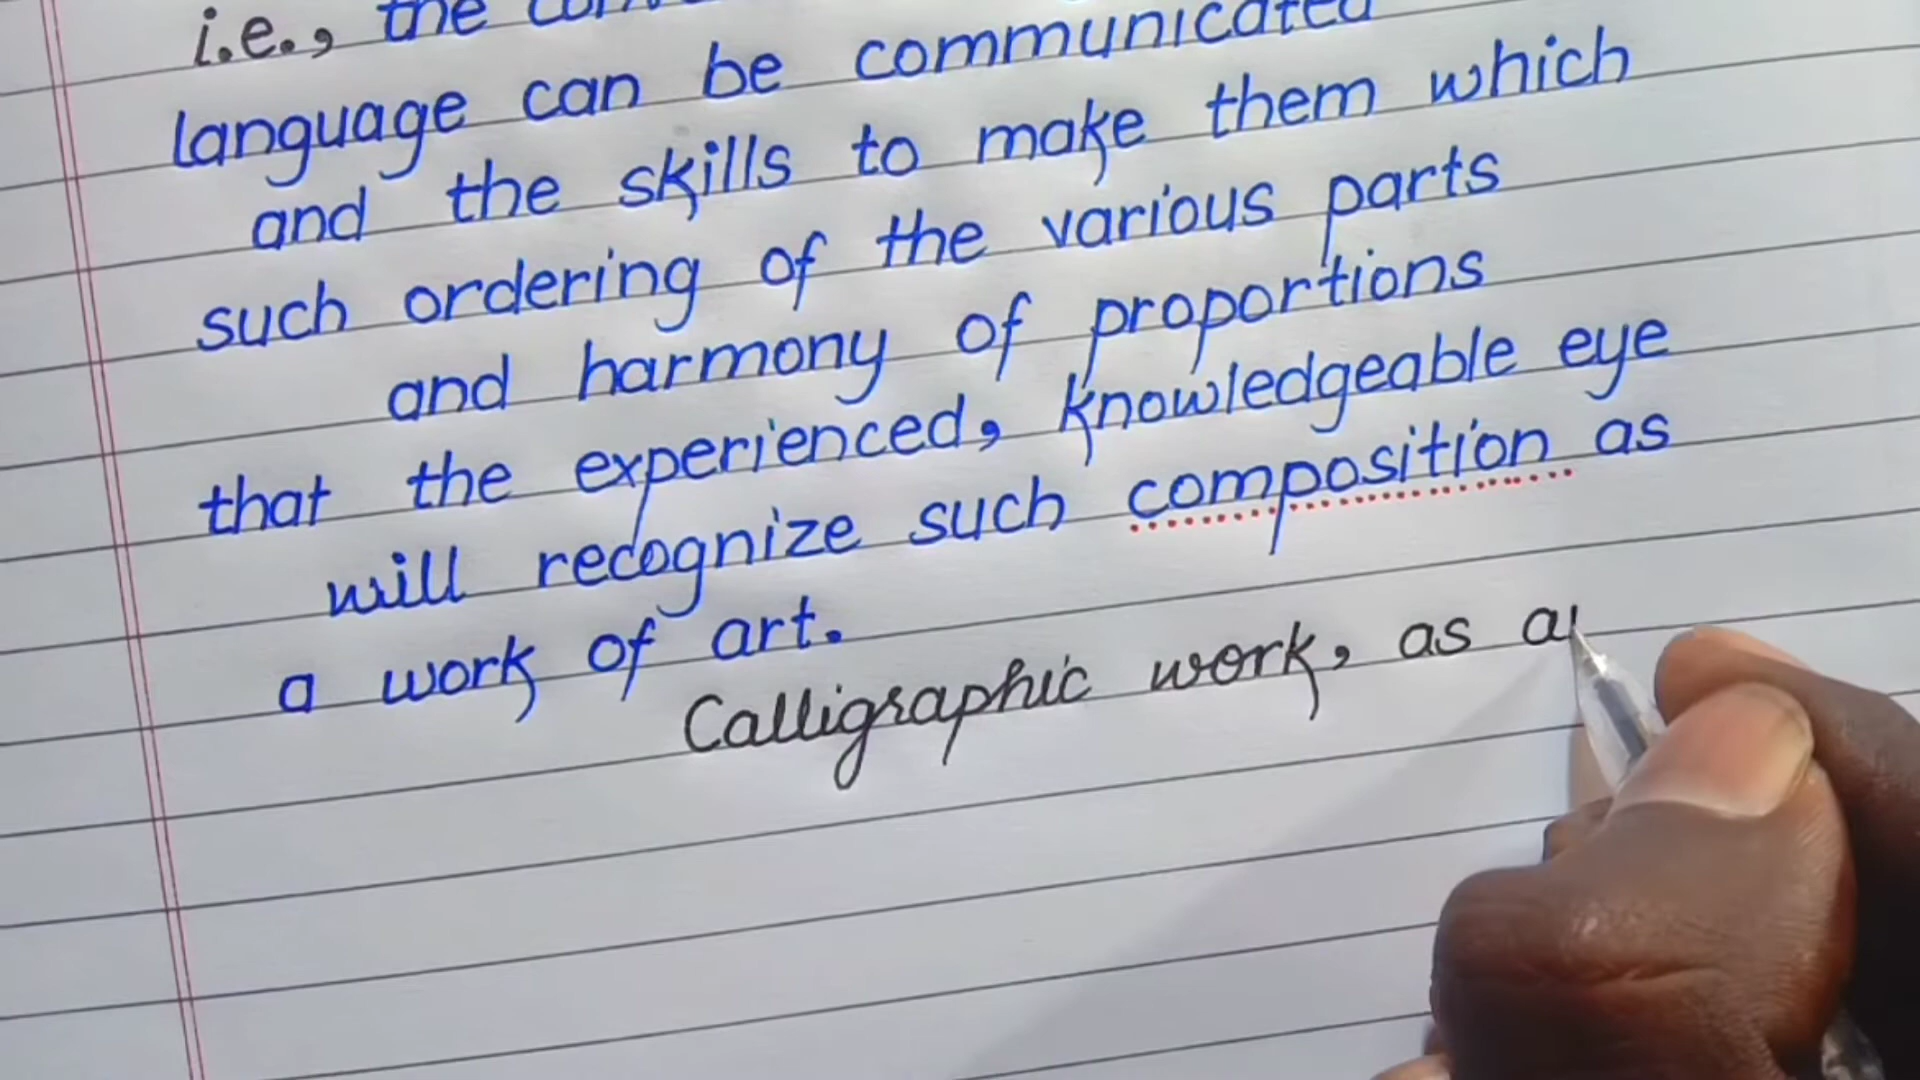 i.e., the
language can be communicated
and the skills to make them which
such ordering of the various parts
and harmony of proportions
that the experienced, knowledgeable eye
will recognize such composition as
a work of art.
Calligraphic work, as a